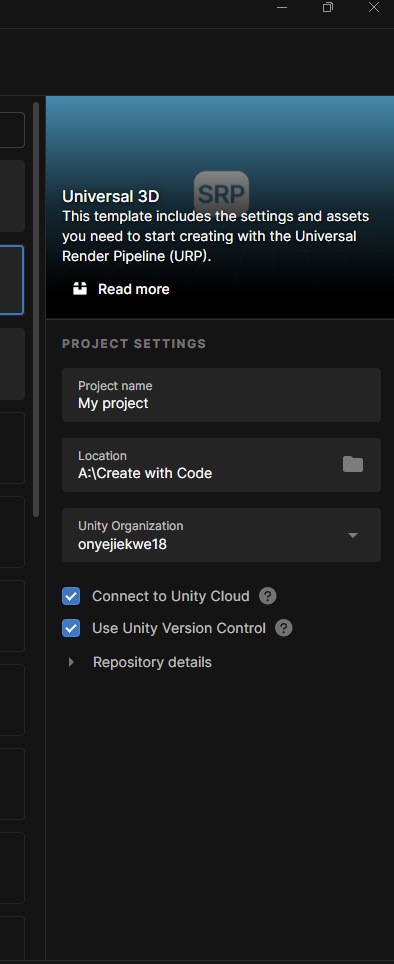 SRP
Universal 3D
This template includes the settings and assets
you need to start creating with the Universal
Render Pipeline (URP).
Read more
PROJECT SETTINGS
Project name
My project
Location
A:\Create with Code
Unity Organization
onyejiekwe18
Connect to Unity Cloud ?
Use Unity Version Control ?
Repository details